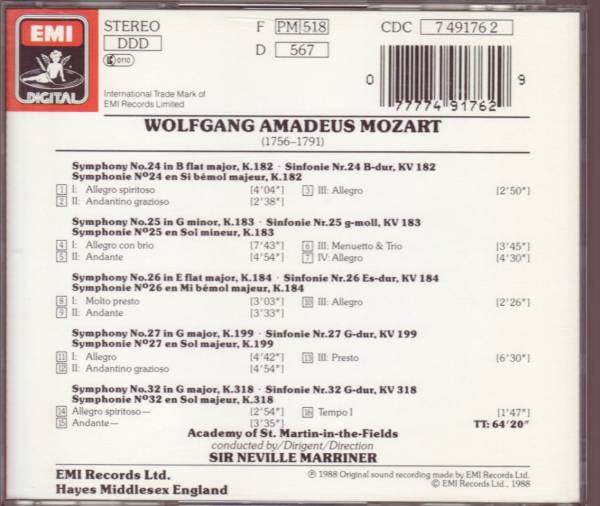 EMI
DIGITAL
STEREO
DDD
0110
F PM 518
D 567
CDC 7 49176 2
International Trade Mark of
EMI Records Limited
0 77774 91762 9
WOLFGANG AMADEUS MOZART
(1756–1791)
Symphony No.24 in B flat major, K.182 · Sinfonie Nr.24 B-dur, KV 182
Symphonie Nº24 en Si bémol majeur, K.182
1 I: Allegro spiritoso [4'04"] 3 III: Allegro [2'50"]
2 II: Andantino grazioso [2'38"]
Symphony No.25 in G minor, K.183 · Sinfonie Nr.25 g-moll, KV 183
Symphonie Nº25 en Sol mineur, K.183
4 I: Allegro con brio [7'43"] 6 III: Menuetto & Trio [3'45"]
5 II: Andante [4'54"] 7 IV: Allegro [4'30"]
Symphony No.26 in E flat major, K.184 · Sinfonie Nr.26 Es-dur, KV 184
Symphonie Nº26 en Mi bémol majeur, K.184
8 I: Molto presto [3'03"] 10 III: Allegro [2'26"]
9 II: Andante [3'33"]
Symphony No.27 in G major, K.199 · Sinfonie Nr.27 G-dur, KV 199
Symphonie Nº27 en Sol majeur, K.199
11 I: Allegro [4'42"] 13 III: Presto [6'30"]
12 II: Andantino grazioso [4'54"]
Symphony No.32 in G major, K.318 · Sinfonie Nr.32 G-dur, KV 318
Symphonie Nº32 en Sol majeur, K.318
14 Allegro spiritoso— [2'54"] 16 Tempo I [1'47"]
15 Andante— [3'35"] TT: 64'20"
Academy of St. Martin-in-the-Fields
conducted by/Dirigent/Direction
SIR NEVILLE MARRINER
EMI Records Ltd.
Hayes Middlesex England
℗ 1988 Original sound recording made by EMI Records Ltd.
© EMI Records Ltd., 1988